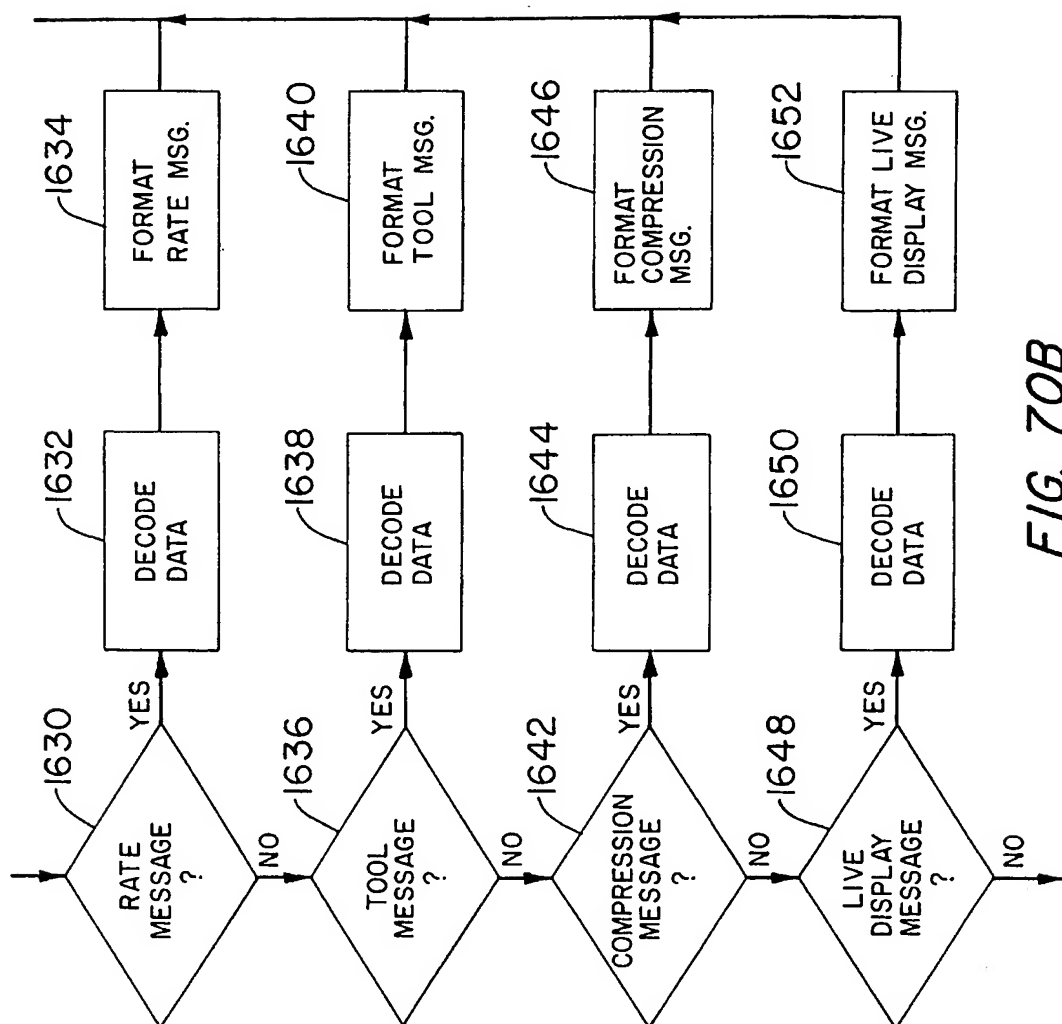 1630
RATE
MESSAGE
?
YES
NO
1632
DECODE
DATA
1634
FORMAT
RATE MSG.
1636
TOOL
MESSAGE
?
YES
NO
1638
DECODE
DATA
1640
FORMAT
TOOL MSG.
1642
COMPRESSION
MESSAGE
?
YES
NO
1644
DECODE
DATA
1646
FORMAT
COMPRESSION
MSG.
1648
LIVE
DISPLAY
MESSAGE
?
YES
NO
1650
DECODE
DATA
1652
FORMAT LIVE
DISPLAY MSG.
FIG. 70B